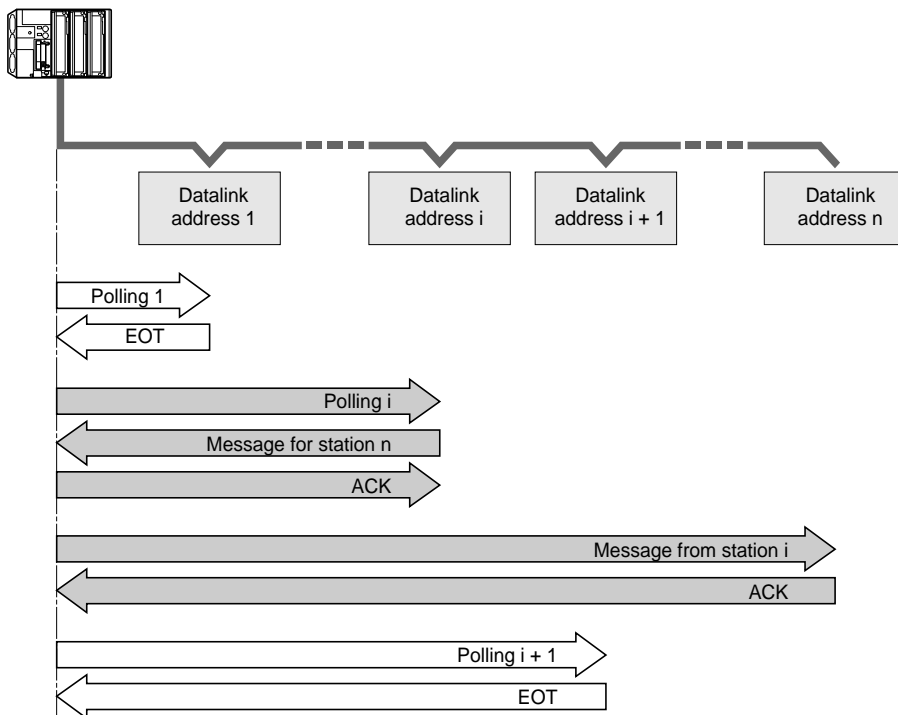 Datalink
address 1
Datalink
address i
Datalink
address i + 1
Datalink
address n
Polling 1
EOT
Polling i
Message for station n
ACK
Message from station i
ACK
Polling i + 1
EOT